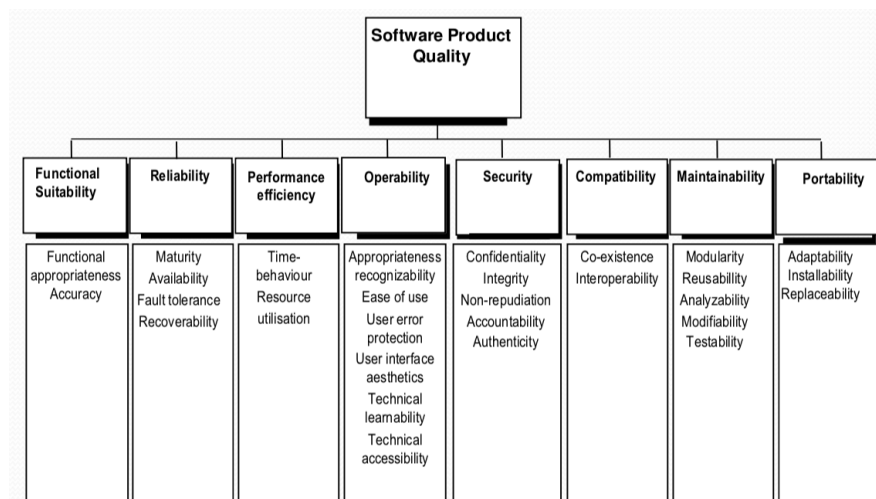 Software Product
Quality
Functional
Suitability
Reliability
Performance
efficiency
Operability
Security
Compatibility
Maintainability
Portability
Functional
appropriateness
Accuracy
Maturity
Availability
Fault tolerance
Recoverability
Time-
behaviour
Resource
utilisation
Appropriateness
recognizability
Ease of use
User error
protection
User interface
aesthetics
Technical
learnability
Technical
accessibility
Confidentiality
Integrity
Non-repudiation
Accountability
Authenticity
Co-existence
Interoperability
Modularity
Reusabillity
Analyzability
Modifiability
Testability
Adaptability
Installability
Replaceability